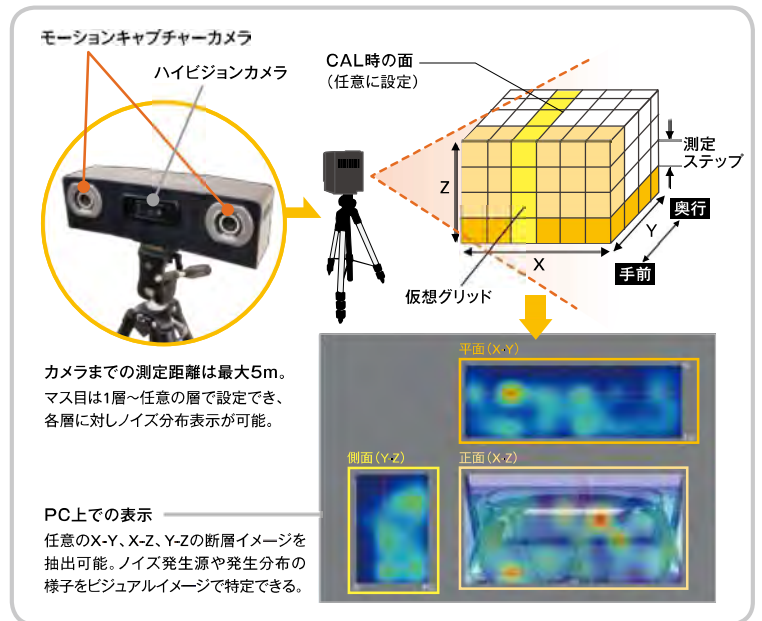 モーションキャプチャーカメラ
ハイビジョンカメラ
CAL時の面
(任意に設定)
測定
ステップ
Z
X
Y
奥行
手前
仮想グリッド
カメラまでの測定距離は最大5m。
マス目は1層~任意の層で設定でき、
各層に対しノイズ分布表示が可能。
平面(X-Y)
側面(Y-Z)
正面(X-Z)
PC上での表示
任意のX-Y、X-Z、Y-Zの断層イメージを
抽出可能。ノイズ発生源や発生分布の
様子をビジュアルイメージで特定できる。